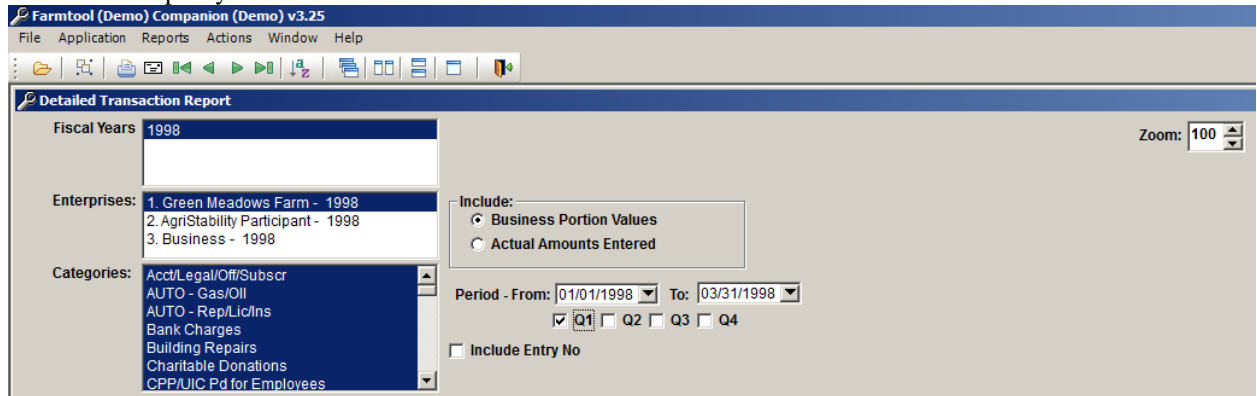 Farmtool (Demo) Companion (Demo) v3.25
File Application Reports Actions Window Help
Detailed Transaction Report
Fiscal Years 1998
Zoom: 100
Enterprises: 1. Green Meadows Farm - 1998
2. AgriStability Participant - 1998
3. Business - 1998
Include:
Business Portion Values
Actual Amounts Entered
Categories: Acct/Legal/Off/Subscr
AUTO - Gas/Oll
AUTO - Rep/Lic/Ins
Bank Charges
Building Repairs
Charitable Donations
CPP/UIC Pd for Employees
Period - From: 01/01/1998 To: 03/31/1998
Q1 Q2 Q3 Q4
Include Entry No